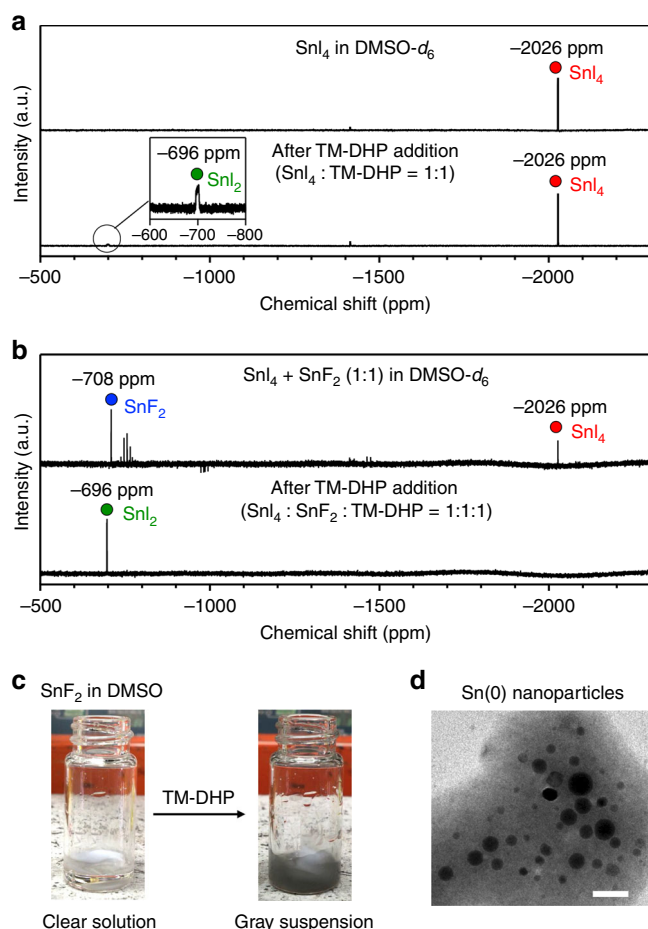 a
SnI4 in DMSO-d6
−2026 ppm
SnI4
−696 ppm
SnI2
−600 −700 −800
After TM-DHP addition
(SnI4 : TM-DHP = 1:1)
−2026 ppm
SnI4
Intensity (a.u.)
−500 −1000 −1500 −2000
Chemical shift (ppm)
b
−708 ppm
SnF2
SnI4 + SnF2 (1:1) in DMSO-d6
−2026 ppm
SnI4
−696 ppm
SnI2
After TM-DHP addition
(SnI4 : SnF2 : TM-DHP = 1:1:1)
Intensity (a.u.)
−500 −1000 −1500 −2000
Chemical shift (ppm)
c
SnF2 in DMSO
TM-DHP
Clear solution
Gray suspension
d
Sn(0) nanoparticles